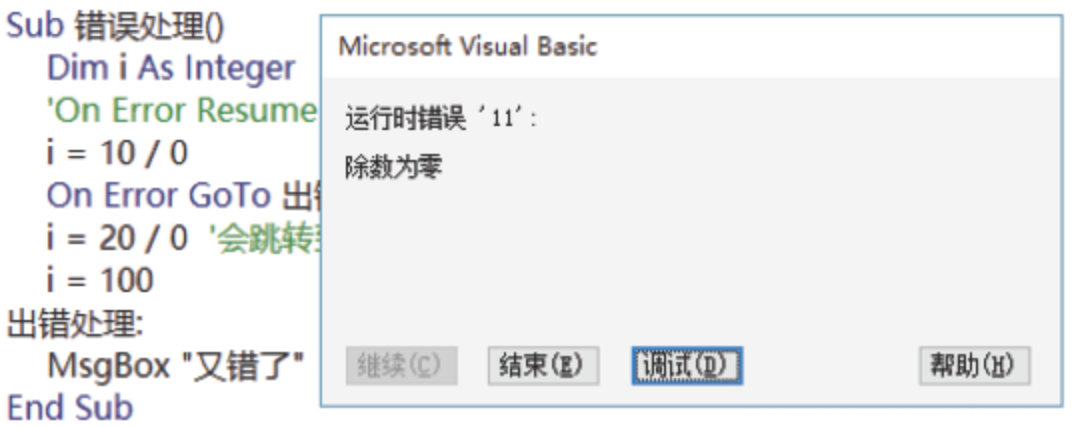 Sub 错误处理()
Dim i As Integer
'On Error Resume
i = 10 / 0
On Error GoTo 出
i = 20 / 0 '会跳转
i = 100
出错处理:
MsgBox "又错了"
End Sub
Microsoft Visual Basic
运行时错误 '11':
除数为零
继续(C)
结束(E)
调试(D)
帮助(H)